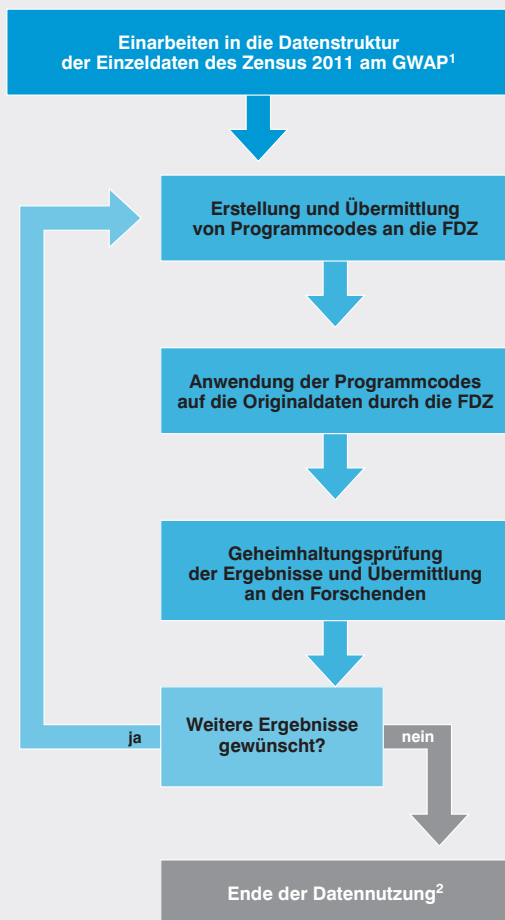 Einarbeiten in die Datenstruktur
der Einzeldaten des Zensus 2011 am GWAP¹
Erstellung und Übermittlung
von Programmcodes an die FDZ
Anwendung der Programmcodes
auf die Originaldaten durch die FDZ
Geheimhaltungsprüfung
der Ergebnisse und Übermittlung
an den Forschenden
Weitere Ergebnisse
gewünscht?
ja
nein
Ende der Datennutzung²